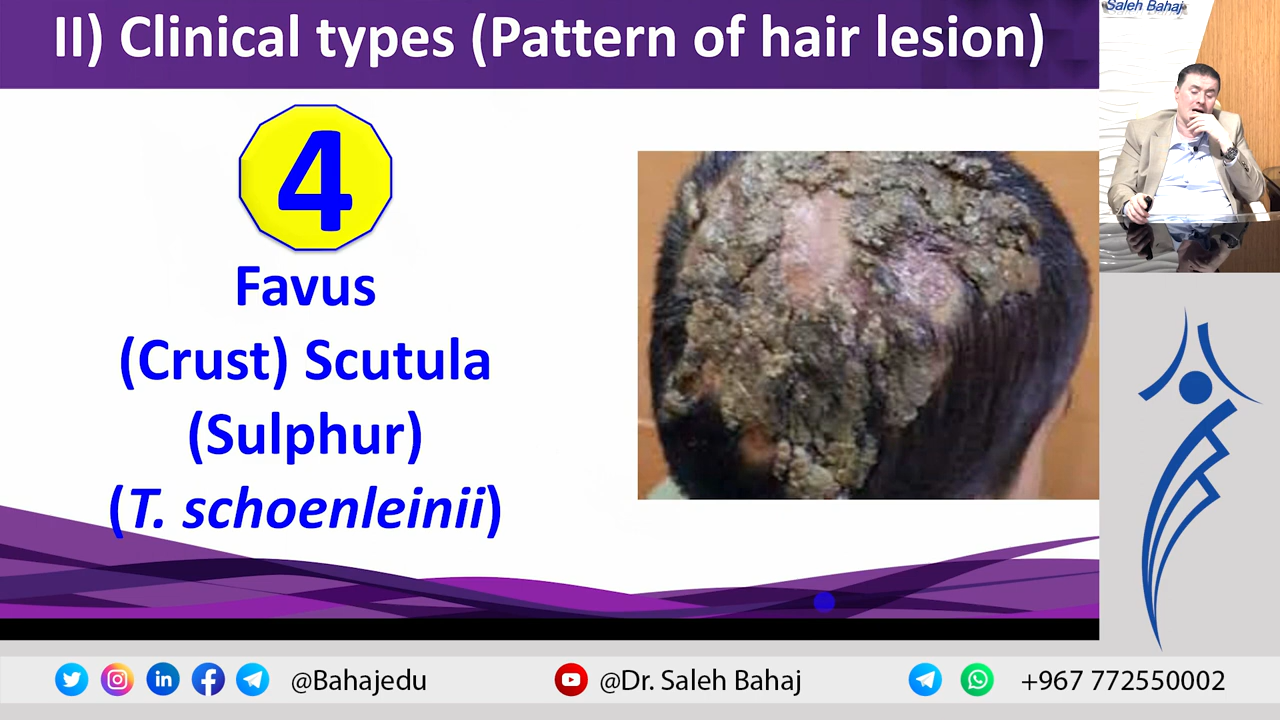 II) Clinical types (Pattern of hair lesion)
Saleh Bahaj
4
Favus
(Crust) Scutula
(Sulphur)
(T. schoenleinii)
@Bahajedu
@Dr. Saleh Bahaj
+967 772550002